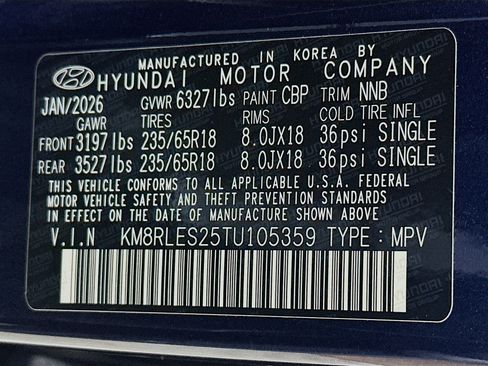 MANUFACTURED IN KOREA BY
HYUNDAI MOTOR COMPANY
JAN/2026 GVWR 6327lbs PAINT CBP TRIM NNB
GAWR TIRES RIMS COLD TIRE INFL
FRONT 3197lbs 235/65R18 8.0JX18 36psi SINGLE
REAR 3527lbs 235/65R18 8.0JX18 36psi SINGLE
THIS VEHICLE CONFORMS TO ALL APPLICABLE U.S.A. FEDERAL
MOTOR VEHICLE SAFETY, BUMPER, AND THEFT PREVENTION
STANDARDS IN EFFECT ON THE DATE OF MANUFACTURE SHOWN ABOVE.
V.I.N KM8RLES25TU105359 TYPE : MPV